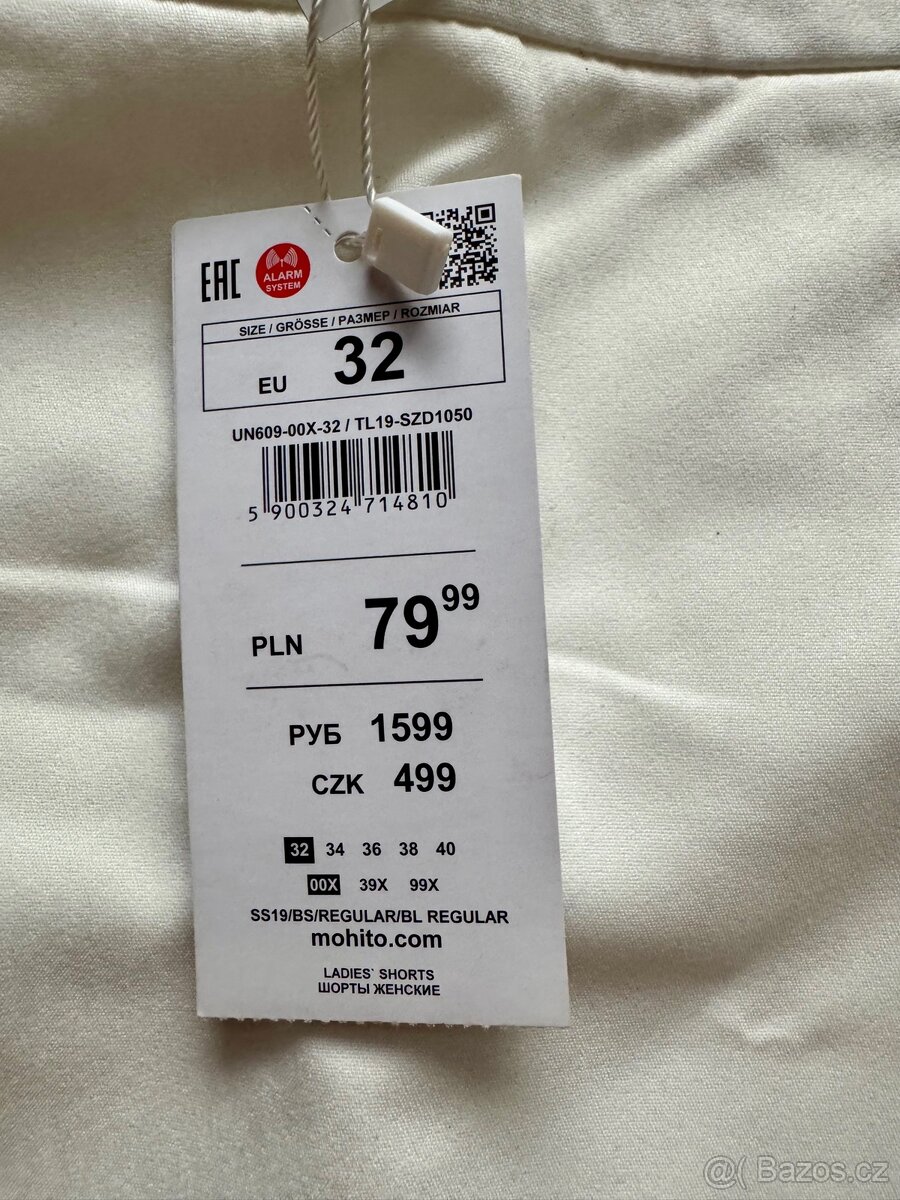 EAC
ALARM
SYSTEM
SIZE / GRÖSSE / РАЗМЕР / ROZMIAR
EU 32
UN609-00X-32 / TL19-SZD1050
5 900324 714810
PLN 79 99
РУБ 1599
CZK 499
32 34 36 38 40
00X 39X 99X
SS19/BS/REGULAR/BL REGULAR
mohito.com
LADIES` SHORTS
ШОРТЫ ЖЕНСКИЕ
@( Bazos.cz